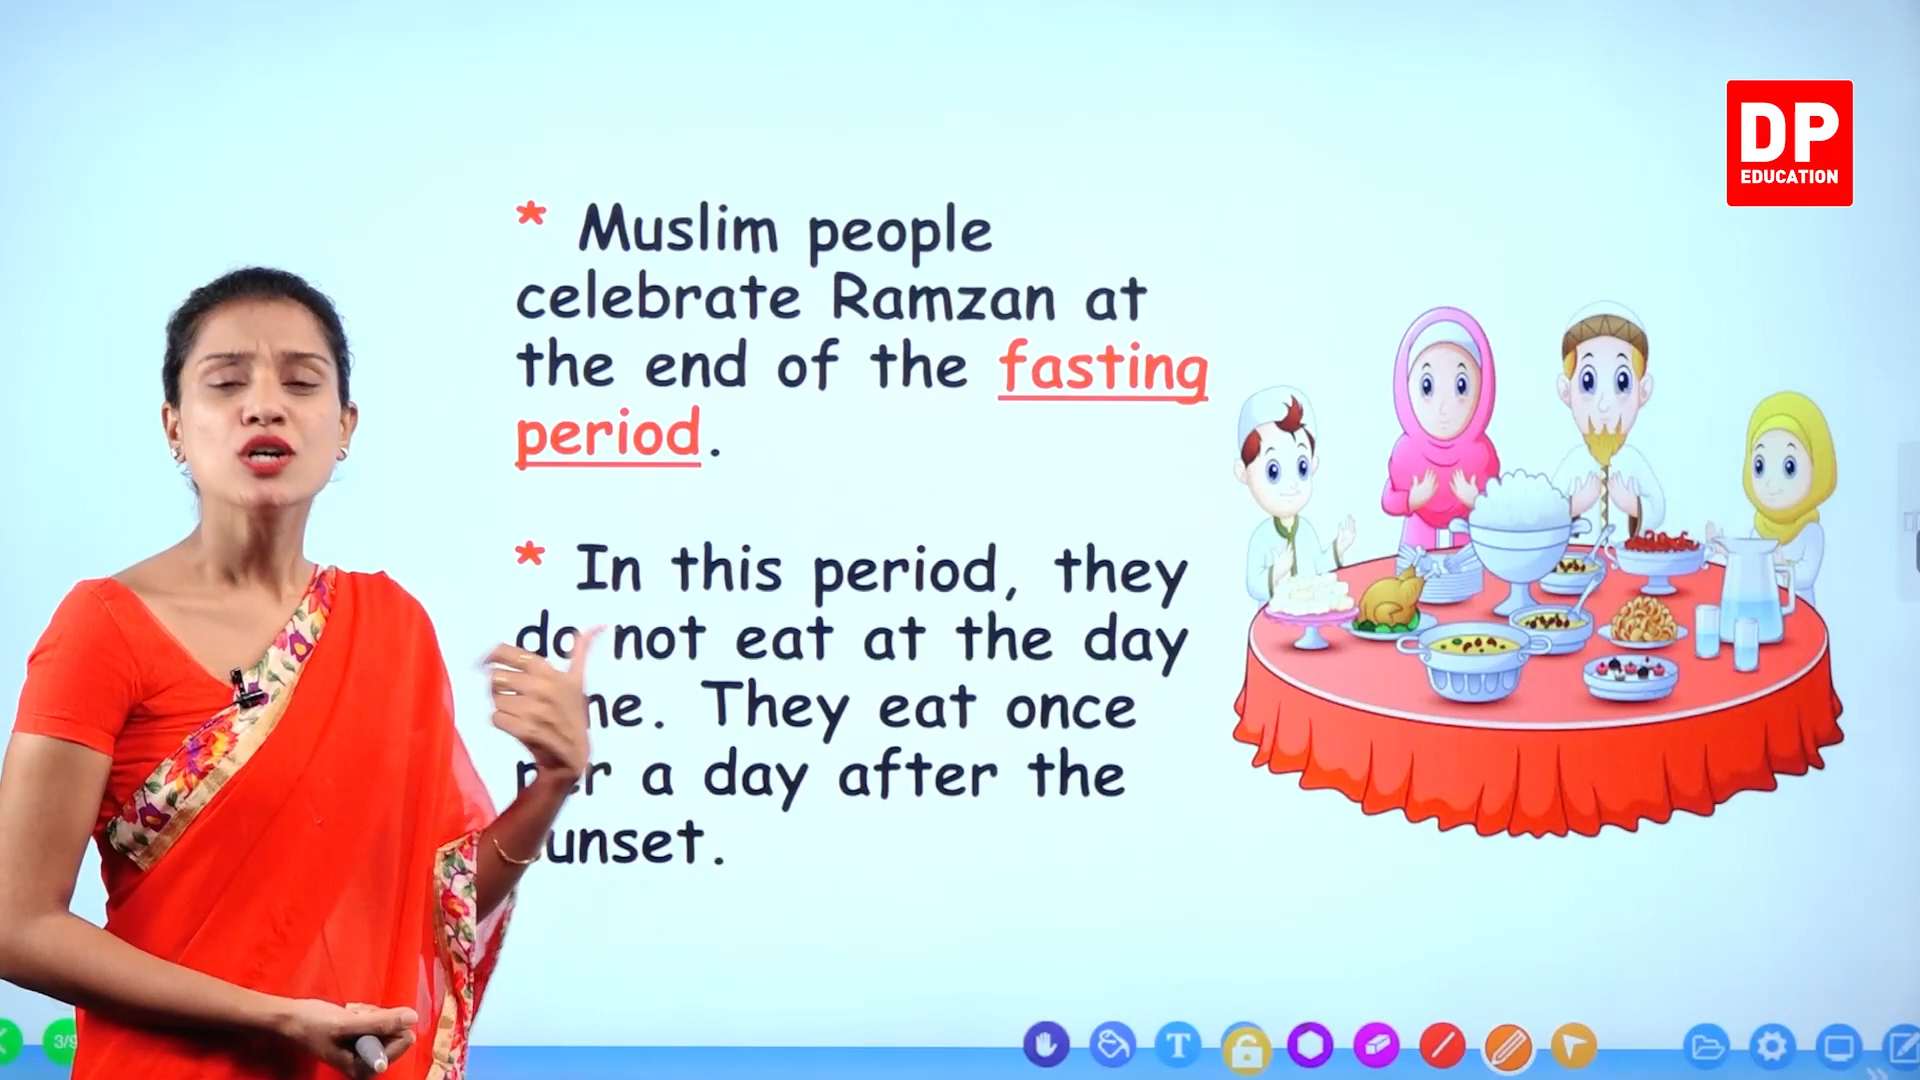 DP
EDUCATION
* Muslim people
celebrate Ramzan at
the end of the fasting
period.
* In this period, they
do not eat at the day
They eat once
a day after the
T